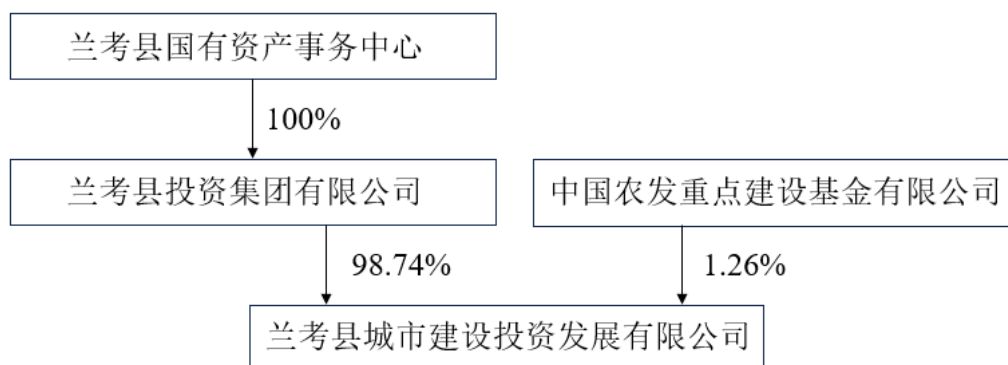 兰考县国有资产事务中心
100%
兰考县投资集团有限公司
中国农发重点建设基金有限公司
98.74%
1.26%
兰考县城市建设投资发展有限公司